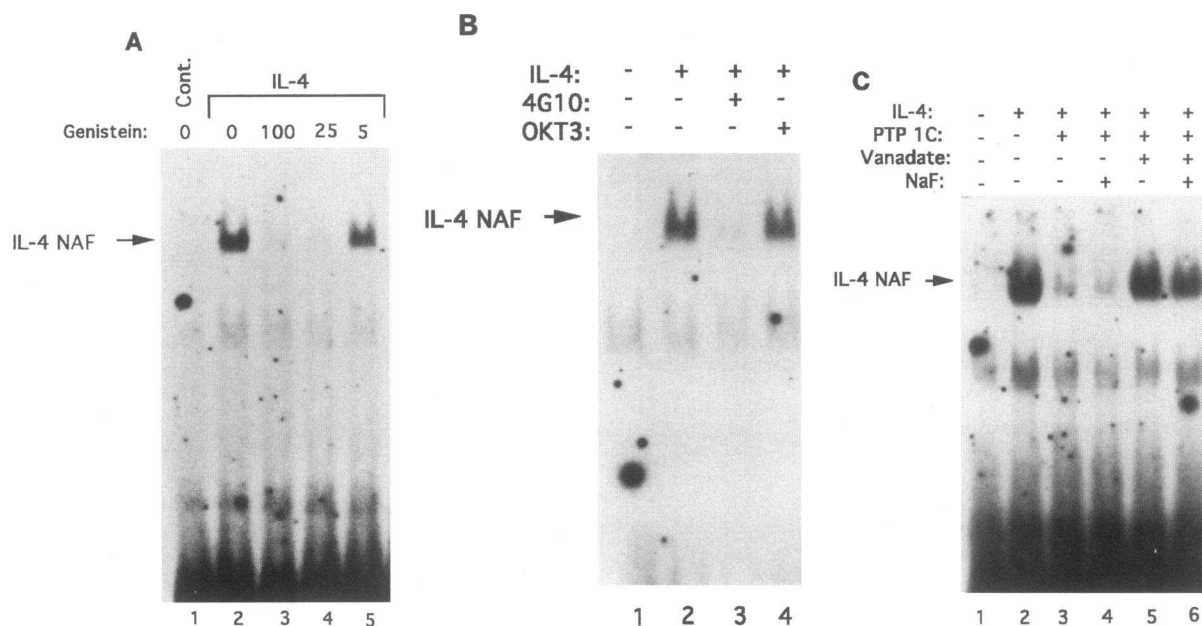 A
Cont.
IL-4
Genistein: 0 0 100 25 5
IL-4 NAF
1 2 3 4 5
B
IL-4: - + + +
4G10: - - + -
OKT3: - - - +
IL-4 NAF
1 2 3 4
C
IL-4: - + + + + +
PTP 1C: - - + + + +
Vanadate: - - - - + +
NaF: - - - + - +
IL-4 NAF
1 2 3 4 5 6